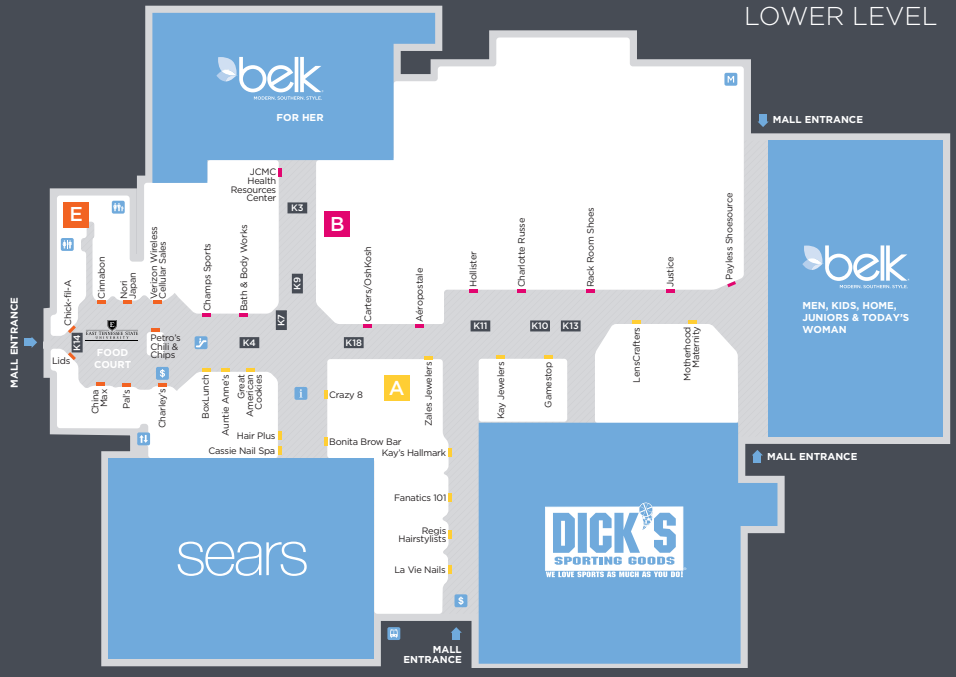 LOWER LEVEL
belk
MODERN. SOUTHERN. STYLE.
FOR HER
M
MALL ENTRANCE
JCMC
Health
Resources
Center
K3
E
B
Verizon Wireless
Cellular Sales
Champs Sports
Bath & Body Works
K9
Carters/OshKosh
Aéropostale
Hollister
Charlotte Russe
Rack Room Shoes
Justice
Payless Shoesource
belk
MODERN. SOUTHERN. STYLE.
MEN, KIDS, HOME,
JUNIORS & TODAY'S
WOMAN
Chick-fil-A
Cinnabon
Nori
Japan
MALL ENTRANCE
K14
E
EAST TENNESSEE STATE
UNIVERSITY
FOOD
COURT
Petro's
Chili &
Chips
K7
K4
K18
K11
K10
K13
LensCrafters
Motherhood
Maternity
Lids
$
China
Max
Pal's
Charley's
BoxLunch
Auntie Anne's
Great
American
Cookies
i
Crazy 8
A
Zales Jewelers
Kay Jewelers
Gamestop
Hair Plus
Cassie Nail Spa
Bonita Brow Bar
Kay's Hallmark
MALL ENTRANCE
Fanatics 101
Regis
Hairstylists
La Vie Nails
sears
DICK'S
SPORTING GOODS
WE LOVE SPORTS AS MUCH AS YOU DO!
$
MALL
ENTRANCE